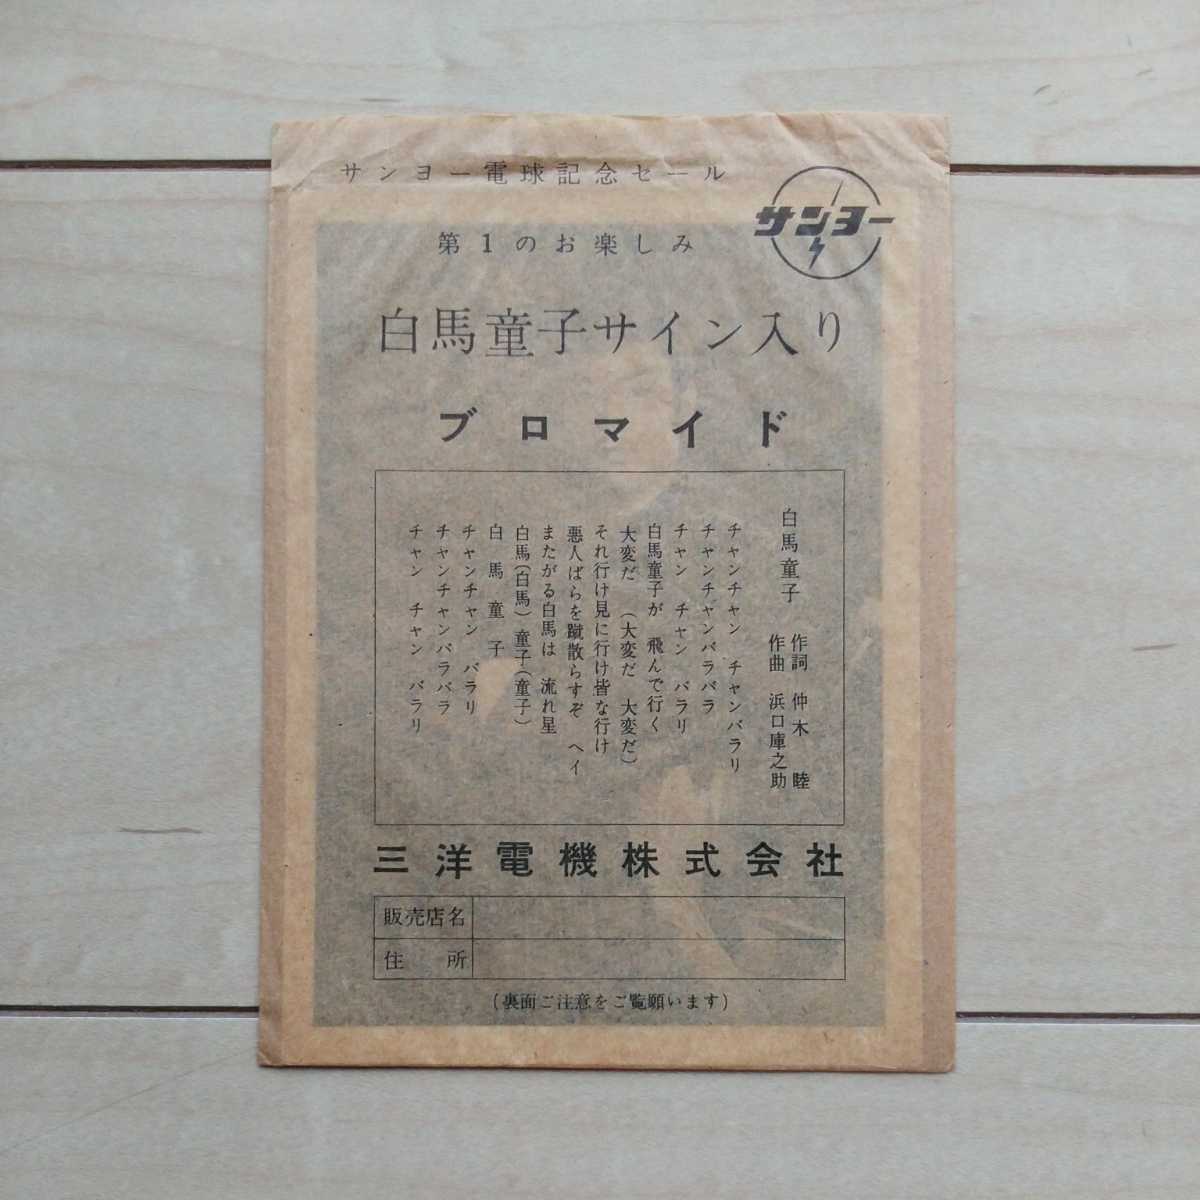 サンヨー電球記念セール
サンヨー
第1のお楽しみ
白馬童子サイン入り
ブロマイド
白馬童子
作詞 仲木 睦
作曲 浜口庫之助
チャンチャン チャンバラリ
チャンチャンバラバラ
チャン チャン バラリ
白馬童子が 飛んで行く
大変だ (大変だ 大変だ)
それ行け見に行け皆な行け
悪人ばらを蹴散らすぞ ヘイ
またがる白馬は 流れ星
白馬(白馬)童子(童子)
白馬童子
チャンチャン バラリ
チャンチャンバラバラ
チャン チャン バラリ
三洋電機株式会社
販売店名
住所
(裏面ご注意をご覧願います)